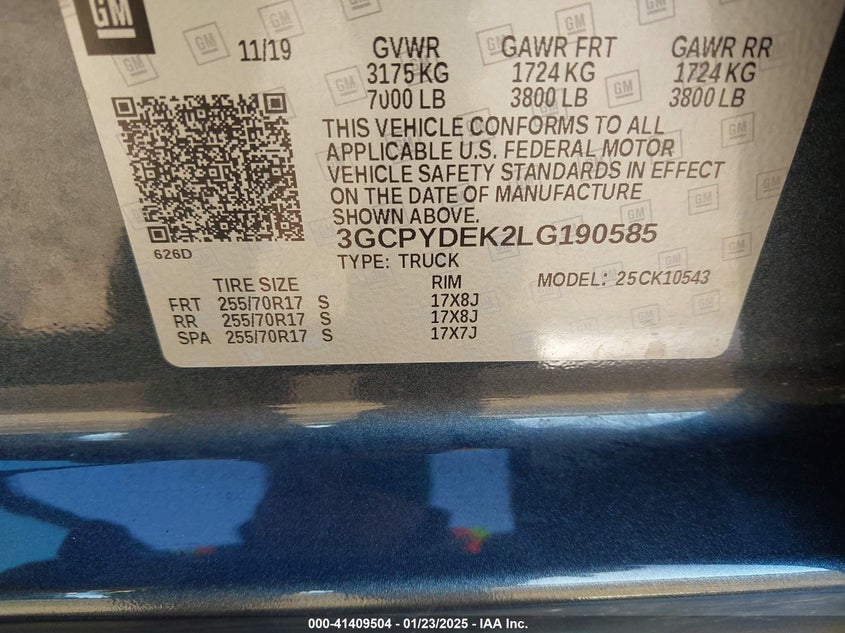 GM
11/19 GVWR GAWR FRT GAWR RR
3175 KG 1724 KG 1724 KG
7000 LB 3800 LB 3800 LB
THIS VEHICLE CONFORMS TO ALL
APPLICABLE U.S. FEDERAL MOTOR
VEHICLE SAFETY STANDARDS IN EFFECT
ON THE DATE OF MANUFACTURE
SHOWN ABOVE.
3GCPYDEK2LG190585
626D
TYPE: TRUCK
TIRE SIZE RIM MODEL: 25CK10543
FRT 255/70R17 S 17X8J
RR 255/70R17 S 17X8J
SPA 255/70R17 S 17X7J
000-41409504 - 01/23/2025 - IAA Inc.